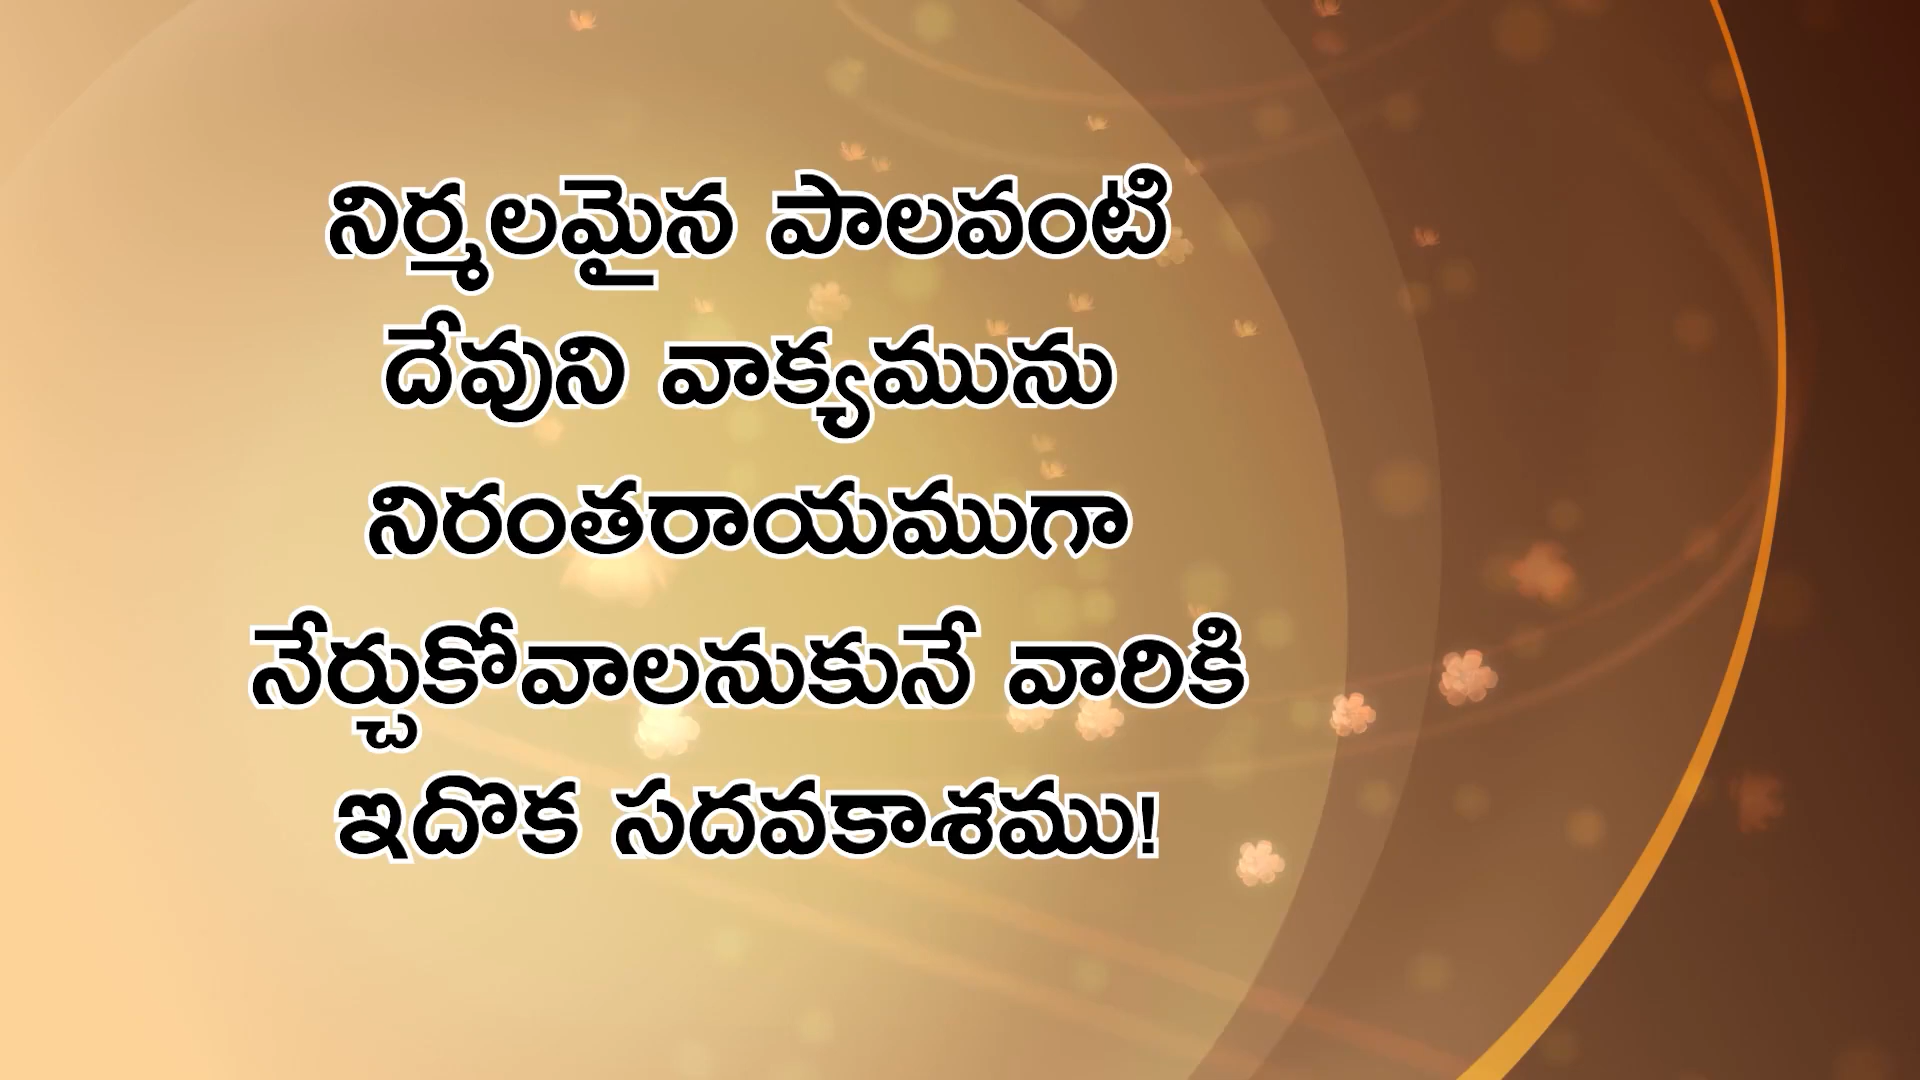 నిర్మలమైన పాలవంటి
దేవుని వాక్యమును
నిరంతరాయముగా
నేర్చుకోవాలనుకునే వారికి
ఇదొక సదవకాశము!